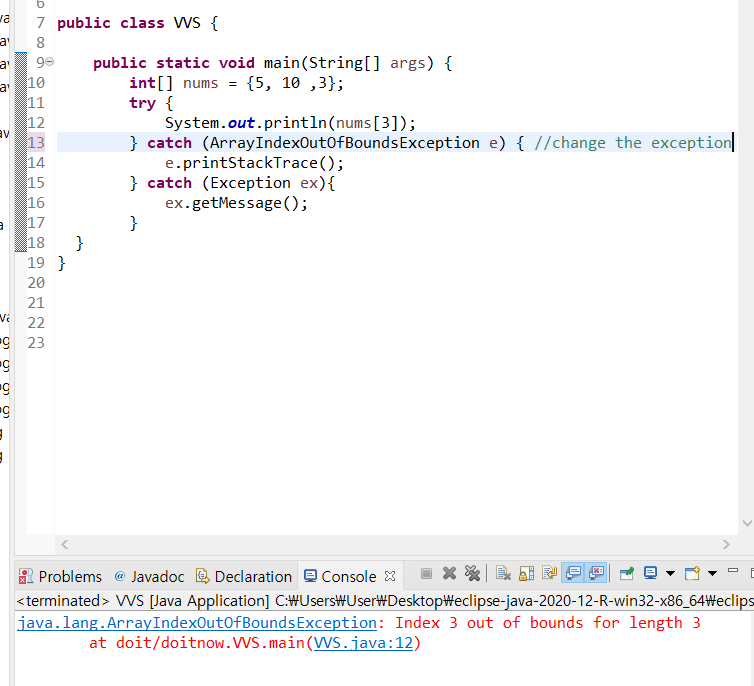 6
7 public class VVS {
8
9 public static void main(String[] args) {
10 int[] nums = {5, 10 ,3};
11 try {
12 System.out.println(nums[3]);
13 } catch (ArrayIndexOutOfBoundsException e) { //change the exception
14 e.printStackTrace();
15 } catch (Exception ex){
16 ex.getMessage();
17 }
18 }
19 }
20
21
22
23
Problems @ Javadoc Declaration Console
<terminated> VVS [Java Application] C:₩Users₩User₩Desktop₩eclipse-java-2020-12-R-win32-x86_64₩eclips
java.lang.ArrayIndexOutOfBoundsException: Index 3 out of bounds for length 3
at doit/doitnow.VVS.main(VVS.java:12)